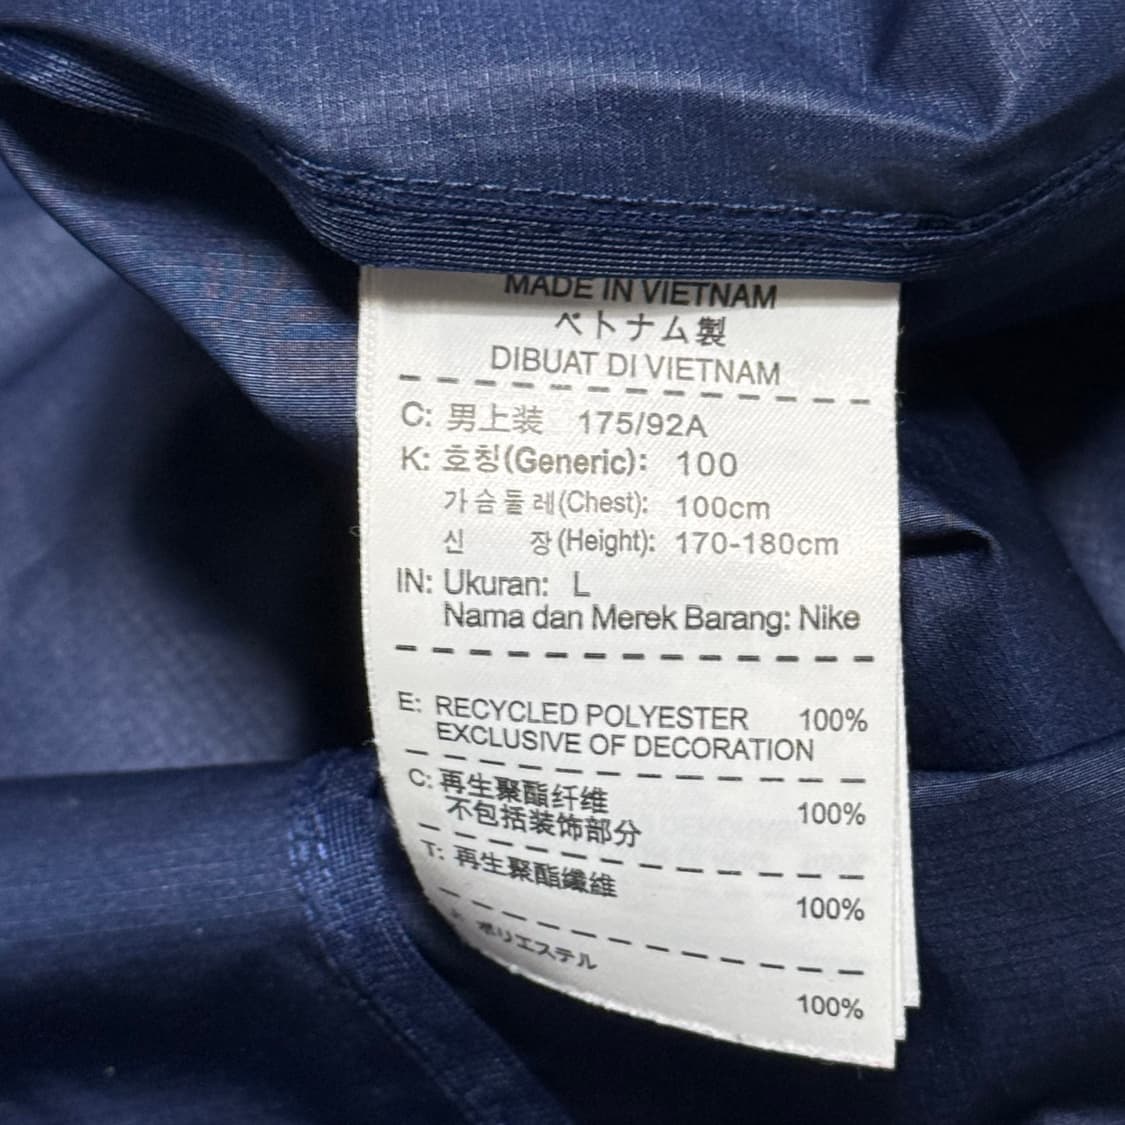 MADE IN VIETNAM
ベトナム製
DIBUAT DI VIETNAM
C: 男上装 175/92A
K: 호칭(Generic): 100
가슴둘레(Chest): 100cm
신 장(Height): 170-180cm
IN: Ukuran: L
Nama dan Merek Barang: Nike
E: RECYCLED POLYESTER 100%
EXCLUSIVE OF DECORATION
C: 再生聚酯纤维 100%
不包括装饰部分
T: 再生聚酯纖維 100%
ポリエステル 100%